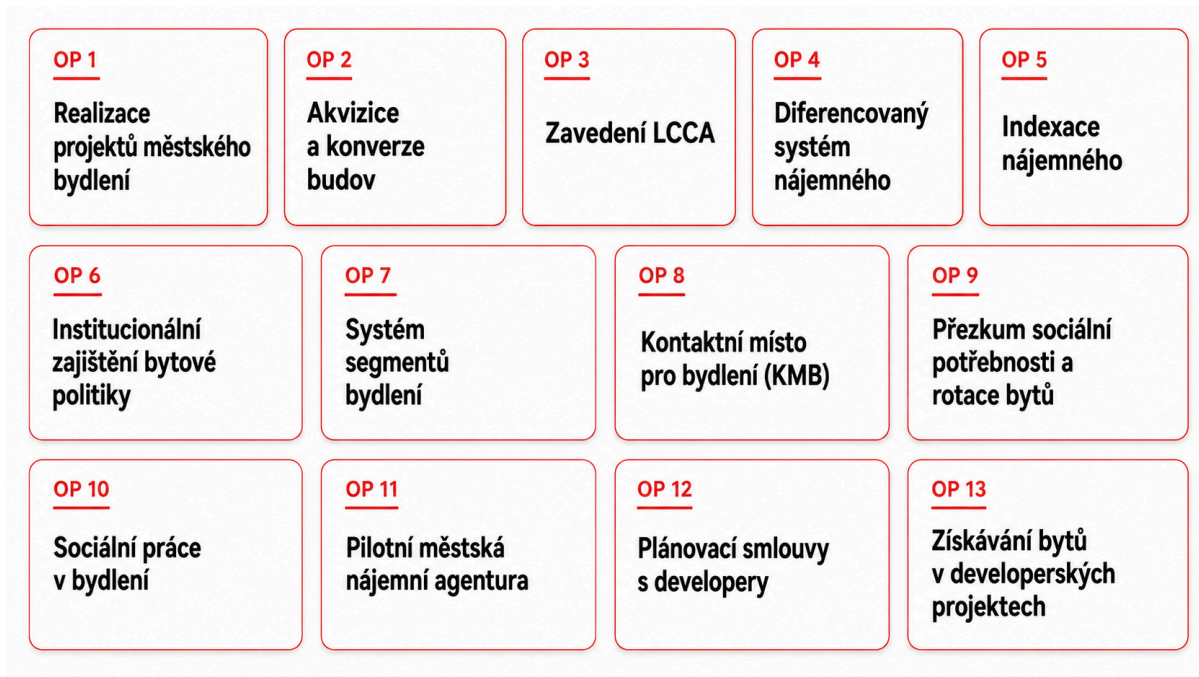 OP 1
Realizace
projektů městského
bydlení
OP 2
Akvizice
a konverze
budov
OP 3
Zavedení LCCA
OP 4
Diferencovaný
systém
nájemného
OP 5
Indexace
nájemného
OP 6
Institucionální
zajištění bytové
politiky
OP 7
Systém
segmentů
bydlení
OP 8
Kontaktní místo
pro bydlení (KMB)
OP 9
Přezkum sociální
potřebnosti a
rotace bytů
OP 10
Sociální práce
v bydlení
OP 11
Pilotní městská
nájemní agentura
OP 12
Plánovací smlouvy
s developery
OP 13
Získávání bytů
v developerských
projektech